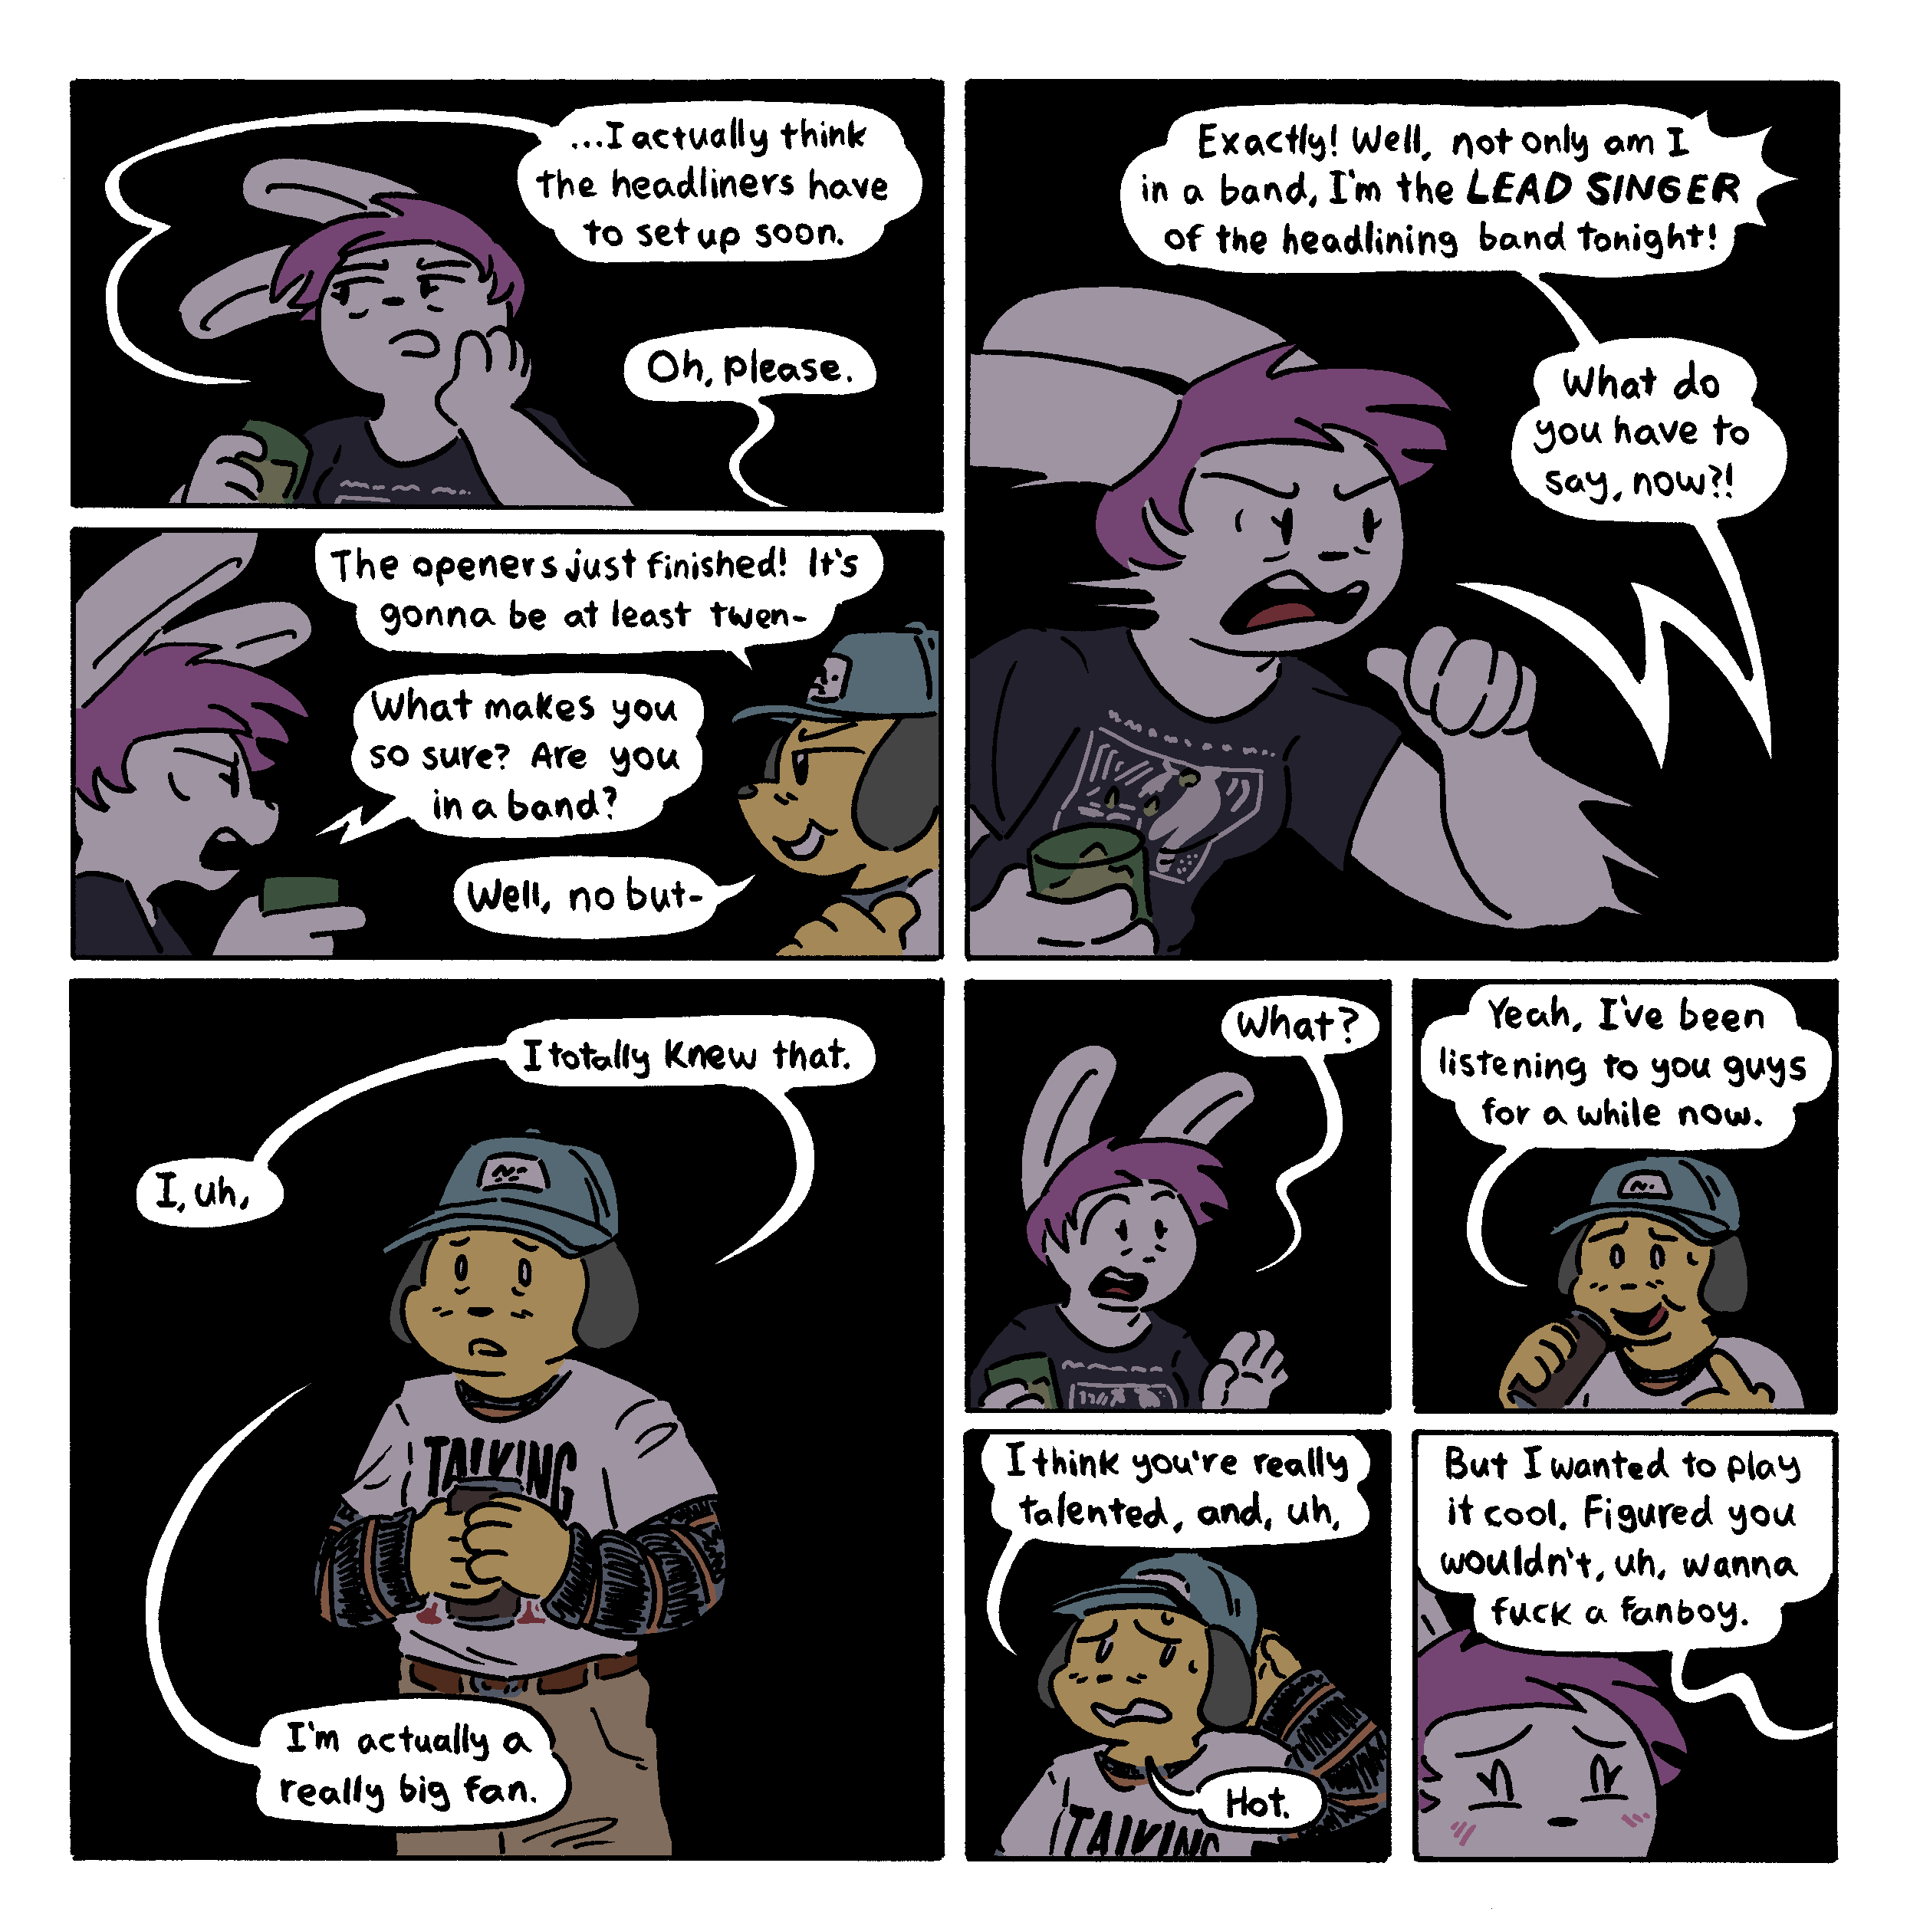 ...I actually think
the headliners have
to set up soon.
Oh, please.
The openers just finished! It's
gonna be at least twen-
What makes you
so sure? Are you
in a band?
Well, no but-
Exactly! Well, not only am I
in a band, I'm the LEAD SINGER
of the headlining band tonight!
What do
you have to
say, now?!
I totally knew that.
I, uh,
TALKING
I'm actually a
really big fan.
What?
Yeah, I've been
listening to you guys
for a while now.
I think you're really
talented, and, uh,
Hot.
TALKING
But I wanted to play
it cool. Figured you
wouldn't, uh, wanna
fuck a fanboy.